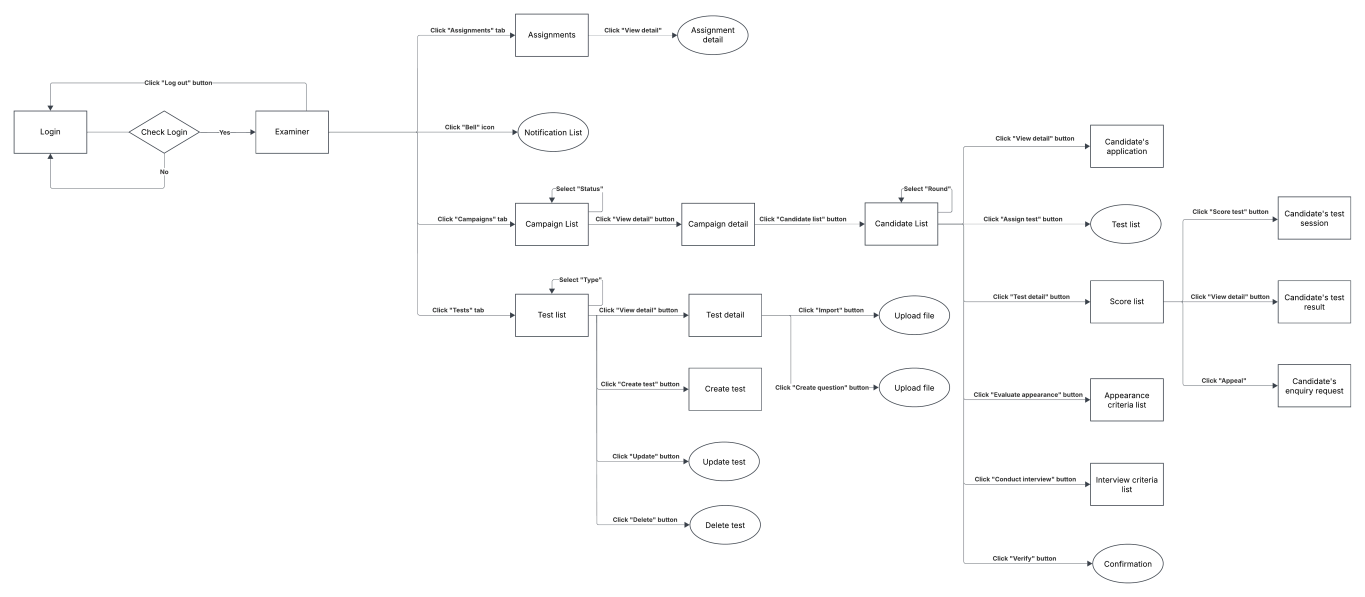 Click "Assignments" tab
Assignments
Click "View detail"
Assignment
detail
Click "Log out" button
Login
Check Login
Yes
Examiner
No
Click "Bell" icon
Notification List
Select "Status"
Click "Campaigns" tab
Campaign List
Click "View detail" button
Campaign detail
Click "Candidate list" button
Select "Round"
Candidate List
Click "View detail" button
Candidate's
application
Click "Assign test" button
Test list
Click "Test detail" button
Score list
Click "Score test" button
Candidate's test
session
Click "View detail" button
Candidate's test
result
Click "Appeal"
Candidate's
enquiry request
Click "Evaluate appearance" button
Appearance
criteria list
Click "Conduct interview" button
Interview criteria
list
Click "Verify" button
Confirmation
Select "Type"
Click "Tests" tab
Test list
Click "View detail" button
Test detail
Click "Import" button
Upload file
Click "Create question" button
Upload file
Click "Create test" button
Create test
Click "Update" button
Update test
Click "Delete" button
Delete test